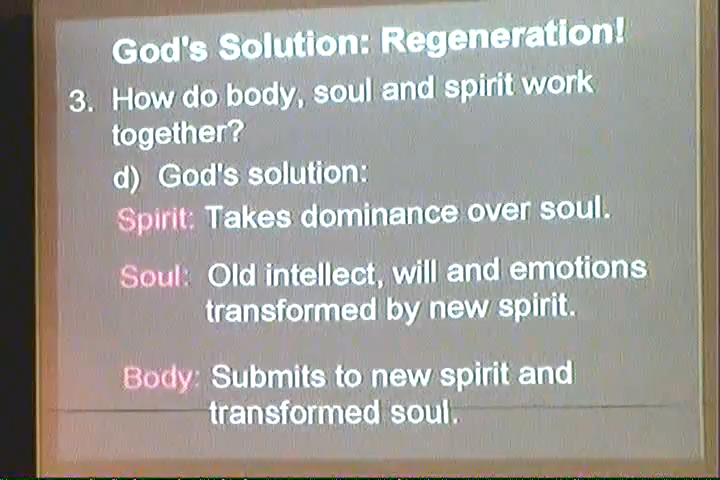 God's Solution: Regeneration!
3. How do body, soul and spirit work
together?
d) God's solution:
Spirit: Takes dominance over soul.
Soul: Old intellect, will and emotions
transformed by new spirit.
Body: Submits to new spirit and
transformed soul.